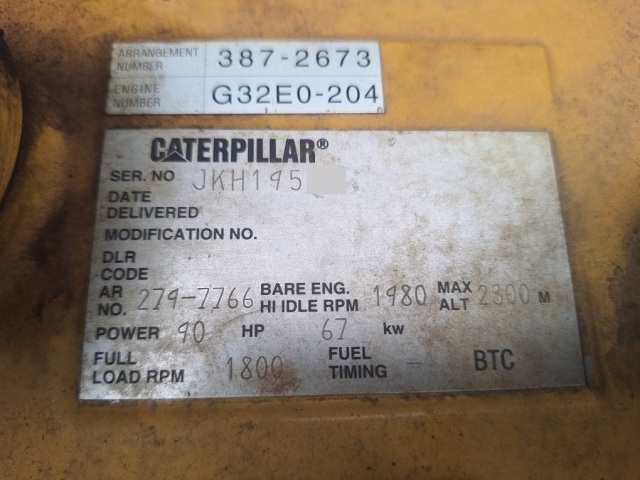 ARRANGEMENT NUMBER 387-2673
ENGINE NUMBER G32E0-204
CATERPILLAR®
SER. NO JKH195
DATE DELIVERED
MODIFICATION NO.
DLR CODE
AR NO. 279-7766 BARE ENG. HI IDLE RPM 1980 MAX ALT 2300 M
POWER 90 HP 67 kw
FULL LOAD RPM 1800 FUEL TIMING - BTC